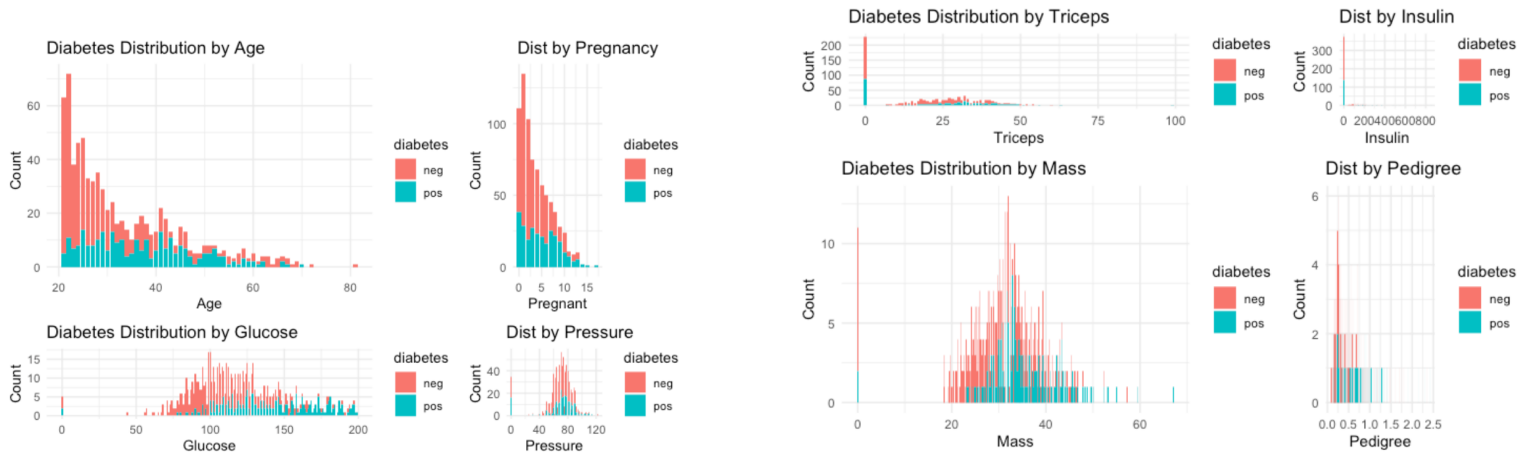 Diabetes Distribution by Age
60
40
20
0
Count
20 40 60 80
Age
diabetes
neg
pos
Dist by Pregnancy
100
50
0
Count
0 5 10 15
Pregnant
diabetes
neg
pos
Diabetes Distribution by Glucose
15
10
5
0
Count
0 50 100 150 200
Glucose
diabetes
neg
pos
Dist by Pressure
40
20
0
Count
0 40 80 120
Pressure
diabetes
neg
pos
Diabetes Distribution by Triceps
200
150
100
50
0
Count
0 25 50 75 100
Triceps
diabetes
neg
pos
Dist by Insulin
300
200
100
0
Count
0 200400600800
Insulin
diabetes
neg
pos
Diabetes Distribution by Mass
10
5
0
Count
0 20 40 60
Mass
diabetes
neg
pos
Dist by Pedigree
6
4
2
0
Count
0.0 0.5 1.0 1.5 2.0 2.5
Pedigree
diabetes
neg
pos